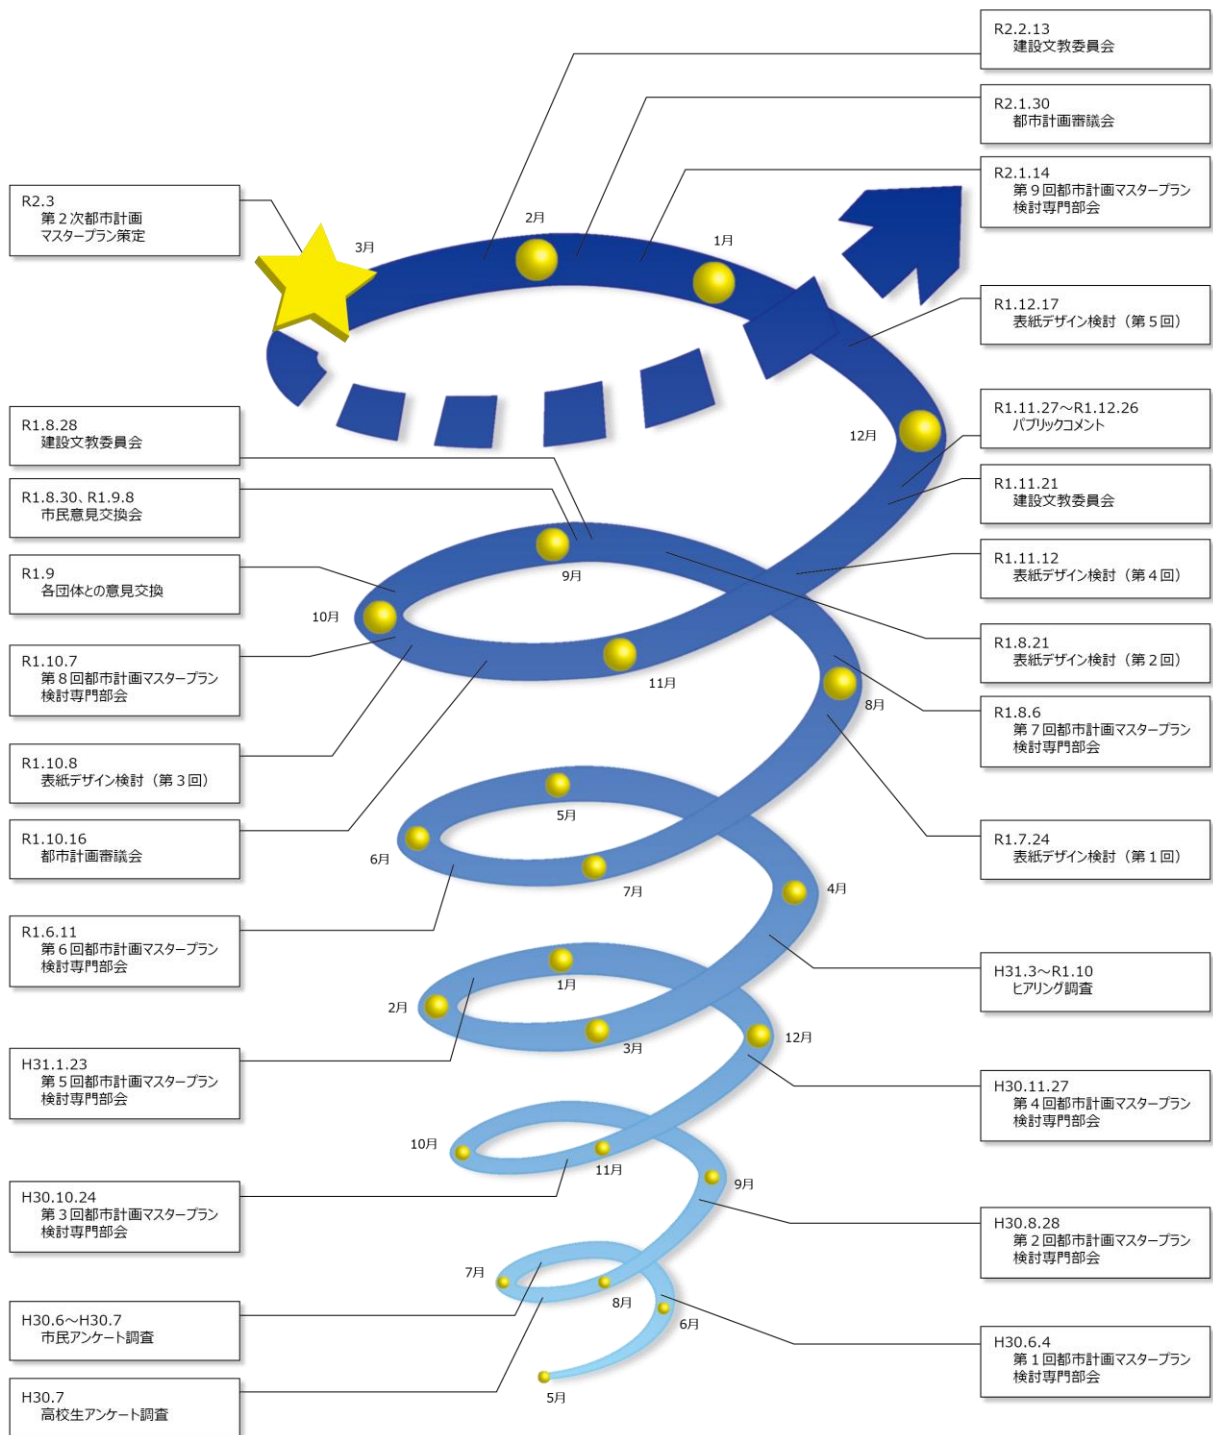 R2.2.13
建設文教委員会
R2.1.30
都市計画審議会
R2.1.14
第９回都市計画マスタープラン
検討専門部会
R2.3
第２次都市計画
マスタープラン策定
3月
2月
1月
R1.12.17
表紙デザイン検討（第５回）
R1.11.27～R1.12.26
パブリックコメント
12月
R1.8.28
建設文教委員会
R1.11.21
建設文教委員会
R1.8.30、R1.9.8
市民意見交換会
R1.11.12
表紙デザイン検討（第４回）
9月
R1.9
各団体との意見交換
10月
R1.8.21
表紙デザイン検討（第２回）
R1.10.7
第８回都市計画マスタープラン
検討専門部会
11月
8月
R1.8.6
第７回都市計画マスタープラン
検討専門部会
R1.10.8
表紙デザイン検討（第３回）
5月
R1.10.16
都市計画審議会
6月
7月
R1.7.24
表紙デザイン検討（第１回）
4月
R1.6.11
第６回都市計画マスタープラン
検討専門部会
H31.3～R1.10
ヒアリング調査
1月
2月
3月
12月
H31.1.23
第５回都市計画マスタープラン
検討専門部会
H30.11.27
第４回都市計画マスタープラン
検討専門部会
10月
11月
9月
H30.10.24
第３回都市計画マスタープラン
検討専門部会
H30.8.28
第２回都市計画マスタープラン
検討専門部会
7月
8月
6月
H30.6～H30.7
市民アンケート調査
H30.6.4
第１回都市計画マスタープラン
検討専門部会
5月
H30.7
高校生アンケート調査